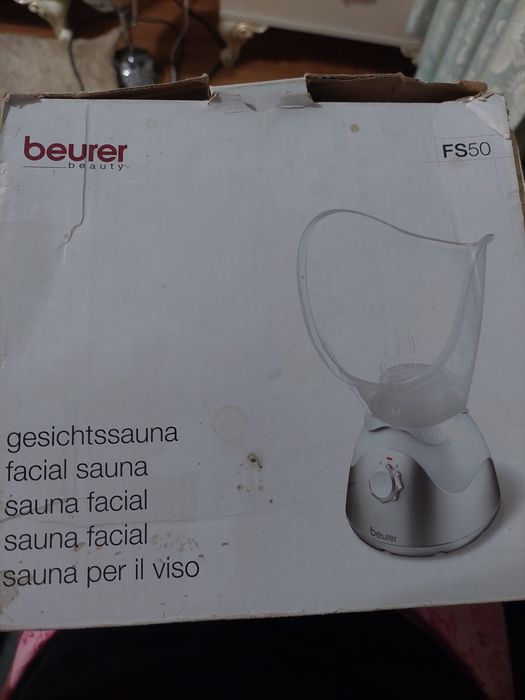 beurer
beauty
FS50
gesichtssauna
facial sauna
sauna facial
sauna facial
sauna per il viso
beurer